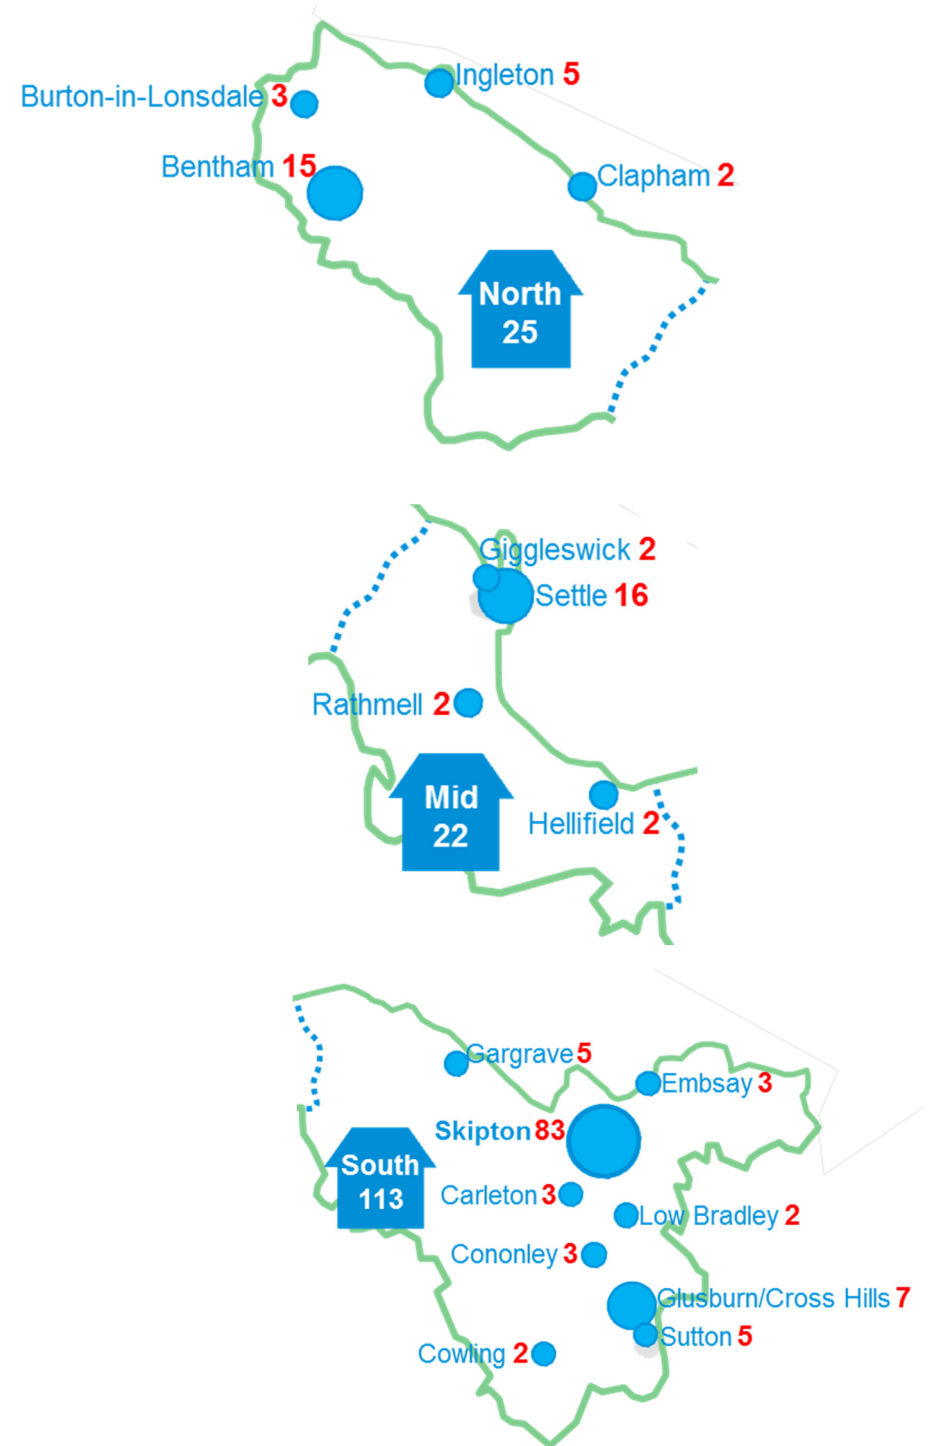 Ingleton 5
Burton-in-Lonsdale 3
Bentham 15
Clapham 2
North
25
Giggleswick 2
Settle 16
Rathmell 2
Mid
22
Hellifield 2
Gargrave 5
Embsay 3
Skipton 83
South
113
Carleton 3
Low Bradley 2
Cononley 3
Glusburn/Cross Hills 7
Sutton 5
Cowling 2